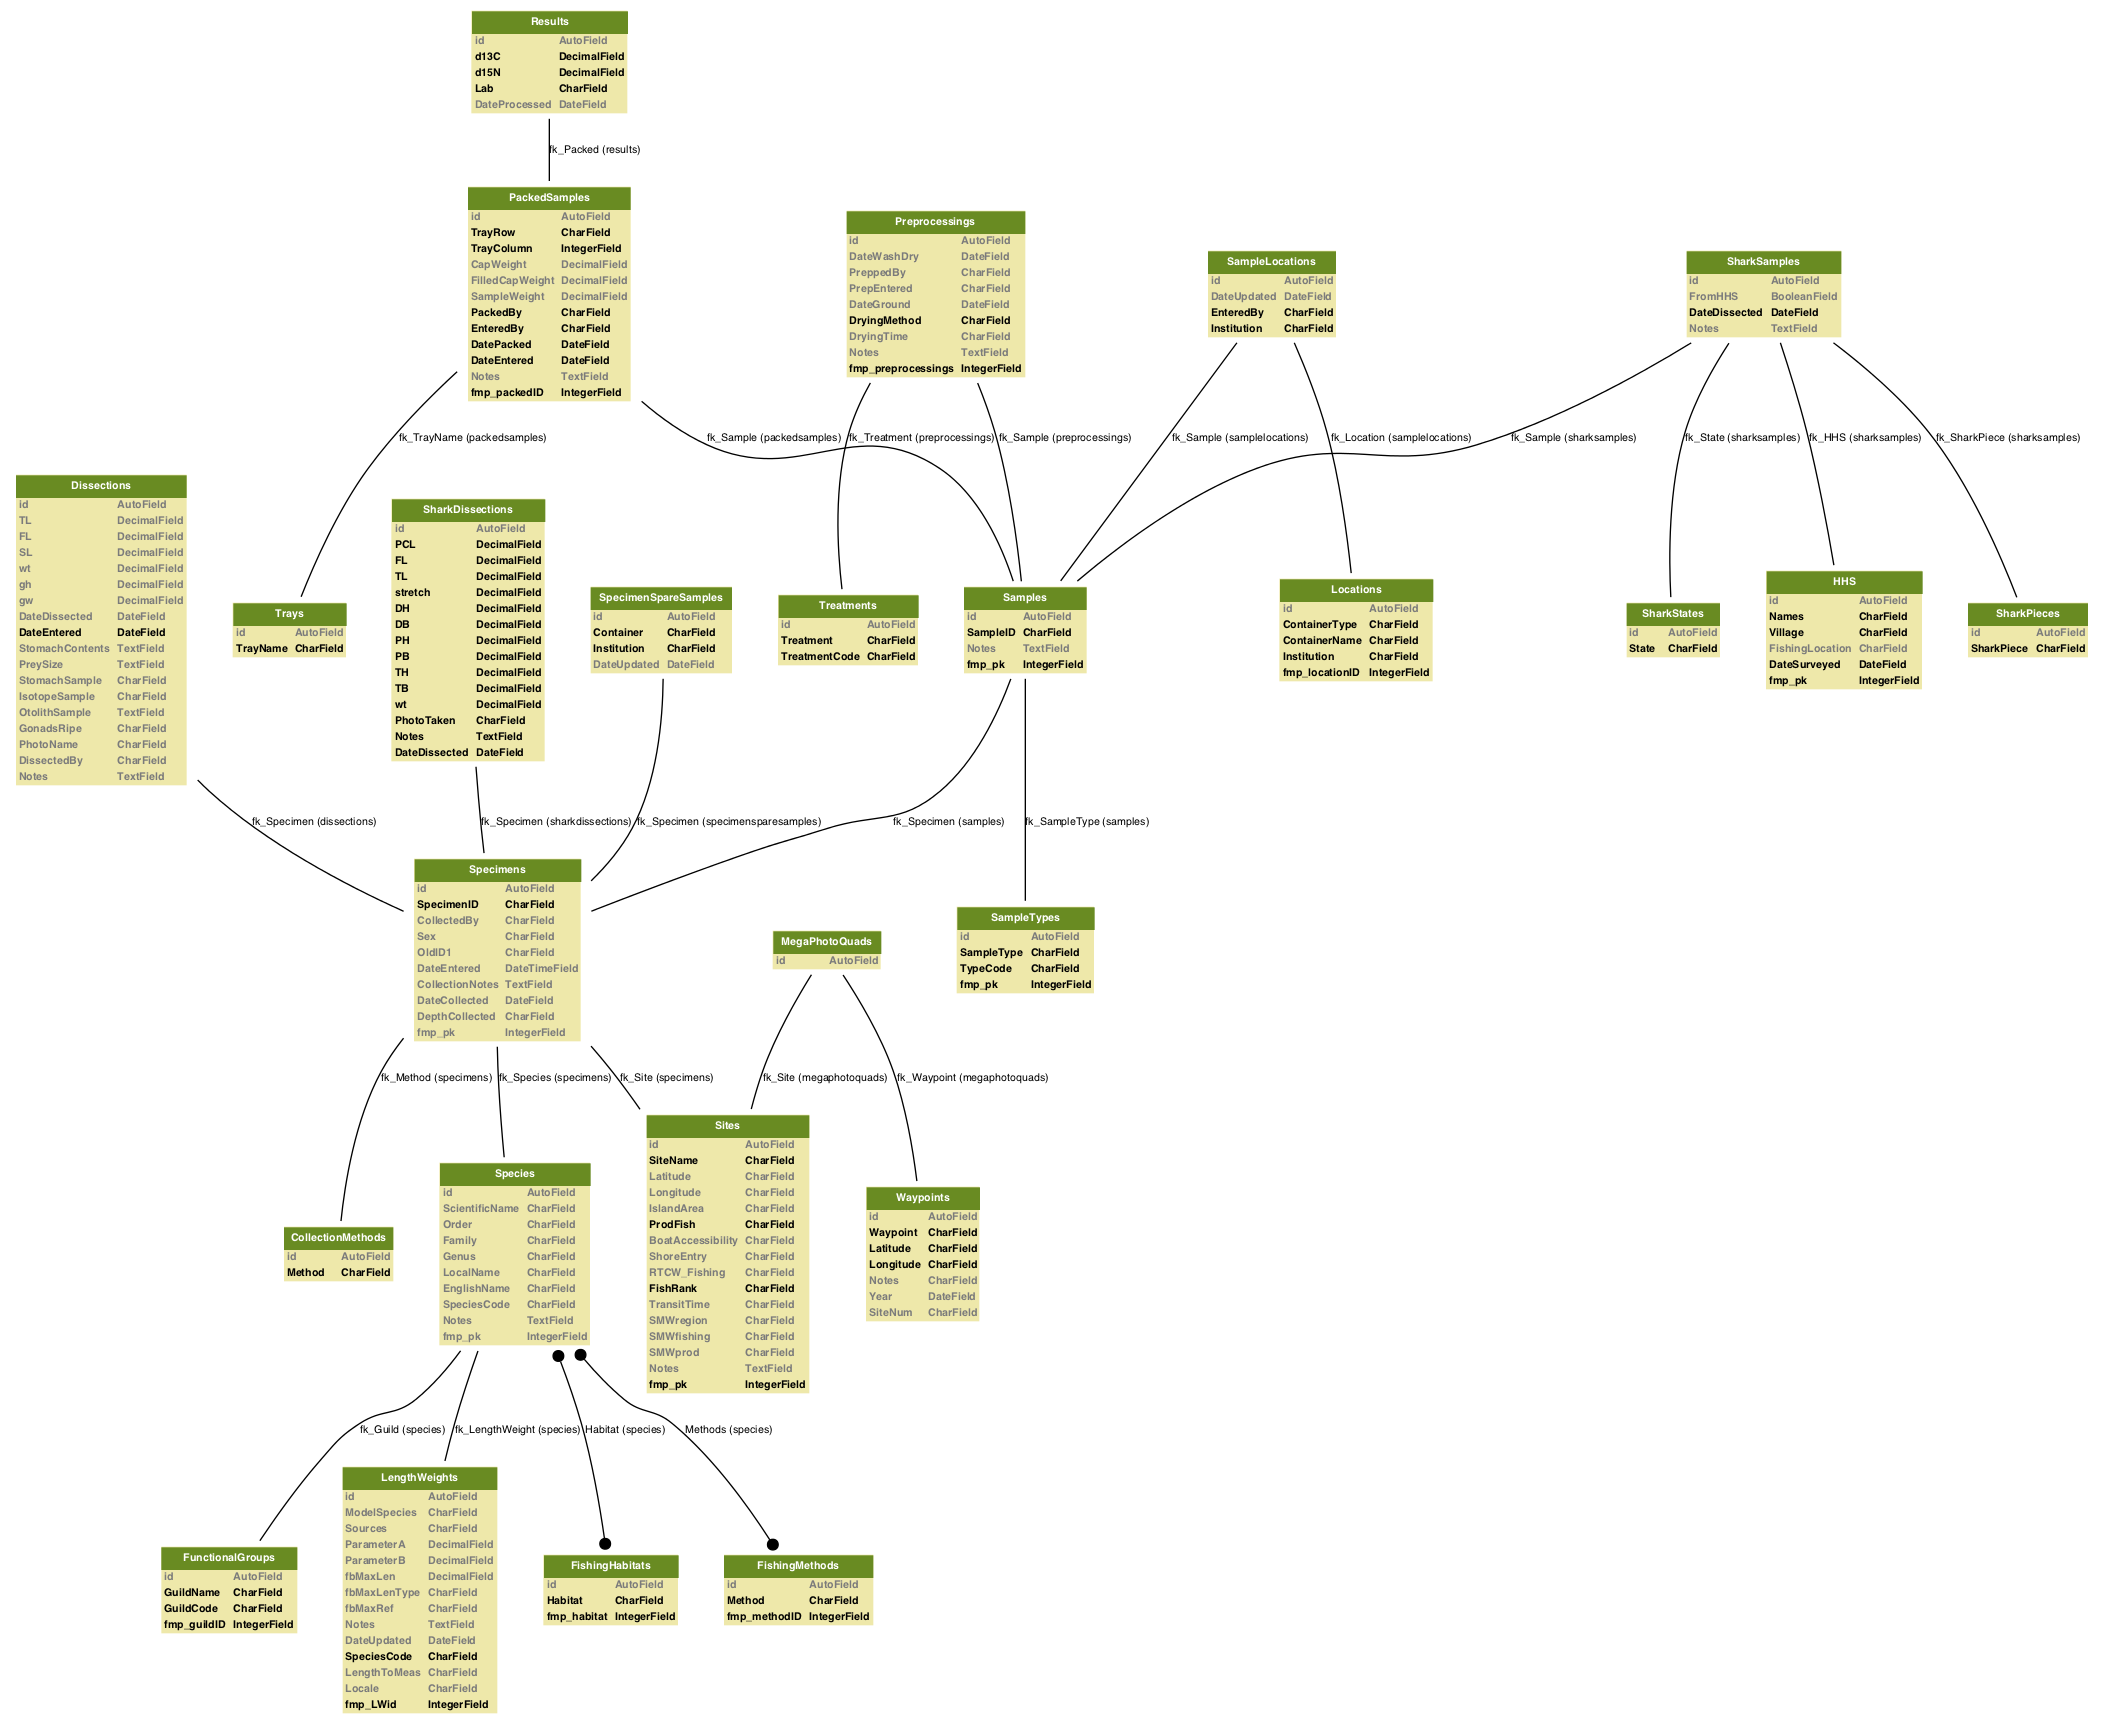 Results
id AutoField
d13C DecimalField
d15N DecimalField
Lab CharField
DateProcessed DateField
fk_Packed (results)
PackedSamples
id AutoField
TrayRow CharField
TrayColumn IntegerField
CapWeight DecimalField
FilledCapWeight DecimalField
SampleWeight DecimalField
PackedBy CharField
EnteredBy CharField
DatePacked DateField
DateEntered DateField
Notes TextField
fmp_packedID IntegerField
Preprocessings
id AutoField
DateWashDry DateField
PreppedBy CharField
PrepEntered CharField
DateGround DateField
DryingMethod CharField
DryingTime CharField
Notes TextField
fmp_preprocessings IntegerField
SampleLocations
id AutoField
DateUpdated DateField
EnteredBy CharField
Institution CharField
SharkSamples
id AutoField
FromHHS BooleanField
DateDissected DateField
Notes TextField
fk_TrayName (packedsamples)
fk_Sample (packedsamples)
fk_Treatment (preprocessings)
fk_Sample (preprocessings)
fk_Sample (samplelocations)
fk_Location (samplelocations)
fk_Sample (sharksamples)
fk_State (sharksamples)
fk_HHS (sharksamples)
fk_SharkPiece (sharksamples)
Dissections
id AutoField
TL DecimalField
FL DecimalField
SL DecimalField
wt DecimalField
gh DecimalField
gw DecimalField
DateDissected DateField
DateEntered DateField
StomachContents TextField
PreySize TextField
StomachSample CharField
IsotopeSample CharField
OtolithSample TextField
GonadsRipe CharField
PhotoName CharField
DissectedBy CharField
Notes TextField
Trays
id AutoField
TrayName CharField
SharkDissections
id AutoField
PCL DecimalField
FL DecimalField
TL DecimalField
stretch DecimalField
DH DecimalField
DB DecimalField
PH DecimalField
PB DecimalField
TH DecimalField
TB DecimalField
wt DecimalField
PhotoTaken CharField
Notes TextField
DateDissected DateField
SpecimenSpareSamples
id AutoField
Container CharField
Institution CharField
DateUpdated DateField
Treatments
id AutoField
Treatment CharField
TreatmentCode CharField
Samples
id AutoField
SampleID CharField
Notes TextField
fmp_pk IntegerField
Locations
id AutoField
ContainerType CharField
ContainerName CharField
Institution CharField
fmp_locationID IntegerField
SharkStates
id AutoField
State CharField
HHS
id AutoField
Names CharField
Village CharField
FishingLocation CharField
DateSurveyed DateField
fmp_pk IntegerField
SharkPieces
id AutoField
SharkPiece CharField
fk_Specimen (dissections)
fk_Specimen (sharkdissections)
fk_Specimen (specimensparesamples)
fk_Specimen (samples)
fk_SampleType (samples)
Specimens
id AutoField
SpecimenID CharField
CollectedBy CharField
Sex CharField
OldID1 CharField
DateEntered DateTimeField
CollectionNotes TextField
DateCollected DateField
DepthCollected CharField
fmp_pk IntegerField
MegaPhotoQuads
id AutoField
SampleTypes
id AutoField
SampleType CharField
TypeCode CharField
fmp_pk IntegerField
fk_Method (specimens)
fk_Species (specimens)
fk_Site (specimens)
fk_Site (megaphotoquads)
fk_Waypoint (megaphotoquads)
CollectionMethods
id AutoField
Method CharField
Species
id AutoField
ScientificName CharField
Order CharField
Family CharField
Genus CharField
LocalName CharField
EnglishName CharField
SpeciesCode CharField
Notes TextField
fmp_pk IntegerField
Sites
id AutoField
SiteName CharField
Latitude CharField
Longitude CharField
IslandArea CharField
ProdFish CharField
BoatAccessibility CharField
ShoreEntry CharField
RTCW_Fishing CharField
FishRank CharField
TransitTime CharField
SMWregion CharField
SMWfishing CharField
SMWprod CharField
Notes TextField
fmp_pk IntegerField
Waypoints
id AutoField
Waypoint CharField
Latitude CharField
Longitude CharField
Notes CharField
Year DateField
SiteNum CharField
fk_Guild (species)
fk_LengthWeight (species)
Habitat (species)
Methods (species)
FunctionalGroups
id AutoField
GuildName CharField
GuildCode CharField
fmp_guildID IntegerField
LengthWeights
id AutoField
ModelSpecies CharField
Sources CharField
ParameterA DecimalField
ParameterB DecimalField
fbMaxLen DecimalField
fbMaxLenType CharField
fbMaxRef CharField
Notes TextField
DateUpdated DateField
SpeciesCode CharField
LengthToMeas CharField
Locale CharField
fmp_LWid IntegerField
FishingHabitats
id AutoField
Habitat CharField
fmp_habitat IntegerField
FishingMethods
id AutoField
Method CharField
fmp_methodID IntegerField